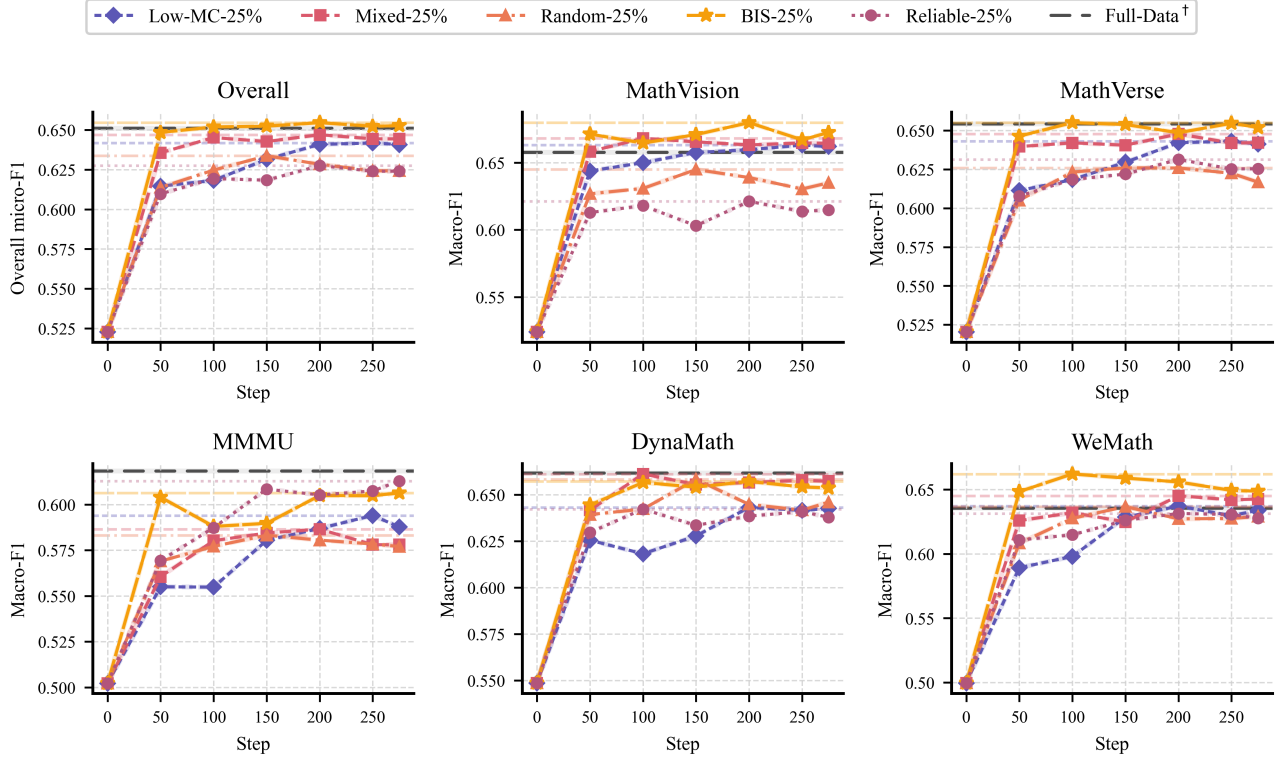 Low-MC-25% Mixed-25% Random-25% BIS-25% Reliable-25% Full-Data†
Overall
Overall micro-F1
0.650
0.625
0.600
0.575
0.550
0.525
0 50 100 150 200 250
Step
MathVision
Macro-F1
0.65
0.60
0.55
0 50 100 150 200 250
Step
MathVerse
Macro-F1
0.650
0.625
0.600
0.575
0.550
0.525
0 50 100 150 200 250
Step
MMMU
Macro-F1
0.600
0.575
0.550
0.525
0.500
0 50 100 150 200 250
Step
DynaMath
Macro-F1
0.650
0.625
0.600
0.575
0.550
0 50 100 150 200 250
Step
WeMath
Macro-F1
0.65
0.60
0.55
0.50
0 50 100 150 200 250
Step